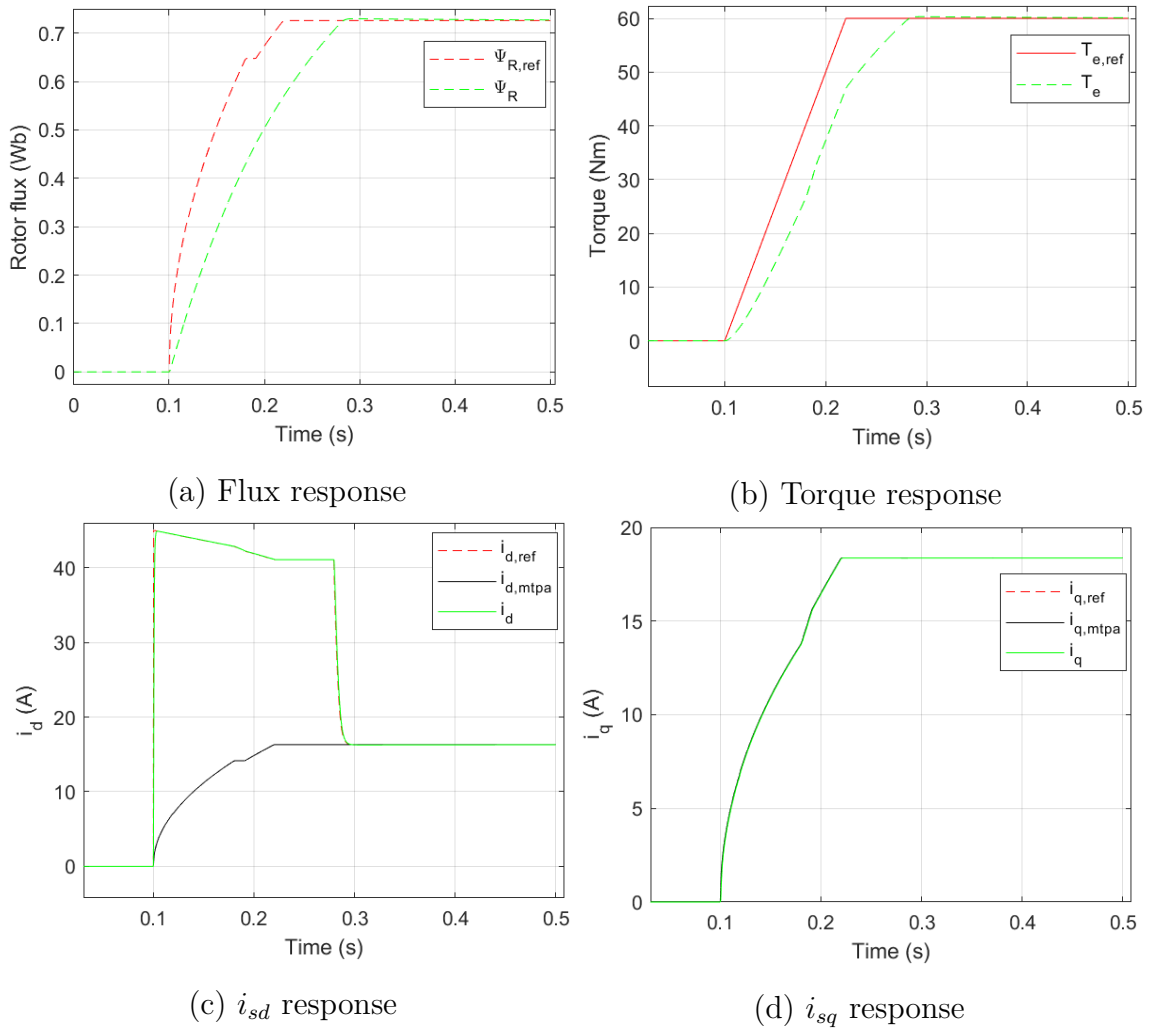 0.7
0.6
0.5
0.4
0.3
0.2
0.1
0
Rotor flux (Wb)
Ψ_R,ref
Ψ_R
0 0.1 0.2 0.3 0.4 0.5
Time (s)
(a) Flux response
60
50
40
30
20
10
0
Torque (Nm)
T_e,ref
T_e
0.1 0.2 0.3 0.4 0.5
Time (s)
(b) Torque response
40
30
20
10
0
i_d (A)
i_d,ref
i_d,mtpa
i_d
0.1 0.2 0.3 0.4 0.5
Time (s)
(c) i_sd response
20
15
10
5
0
i_q (A)
i_q,ref
i_q,mtpa
i_q
0.1 0.2 0.3 0.4 0.5
Time (s)
(d) i_sq response